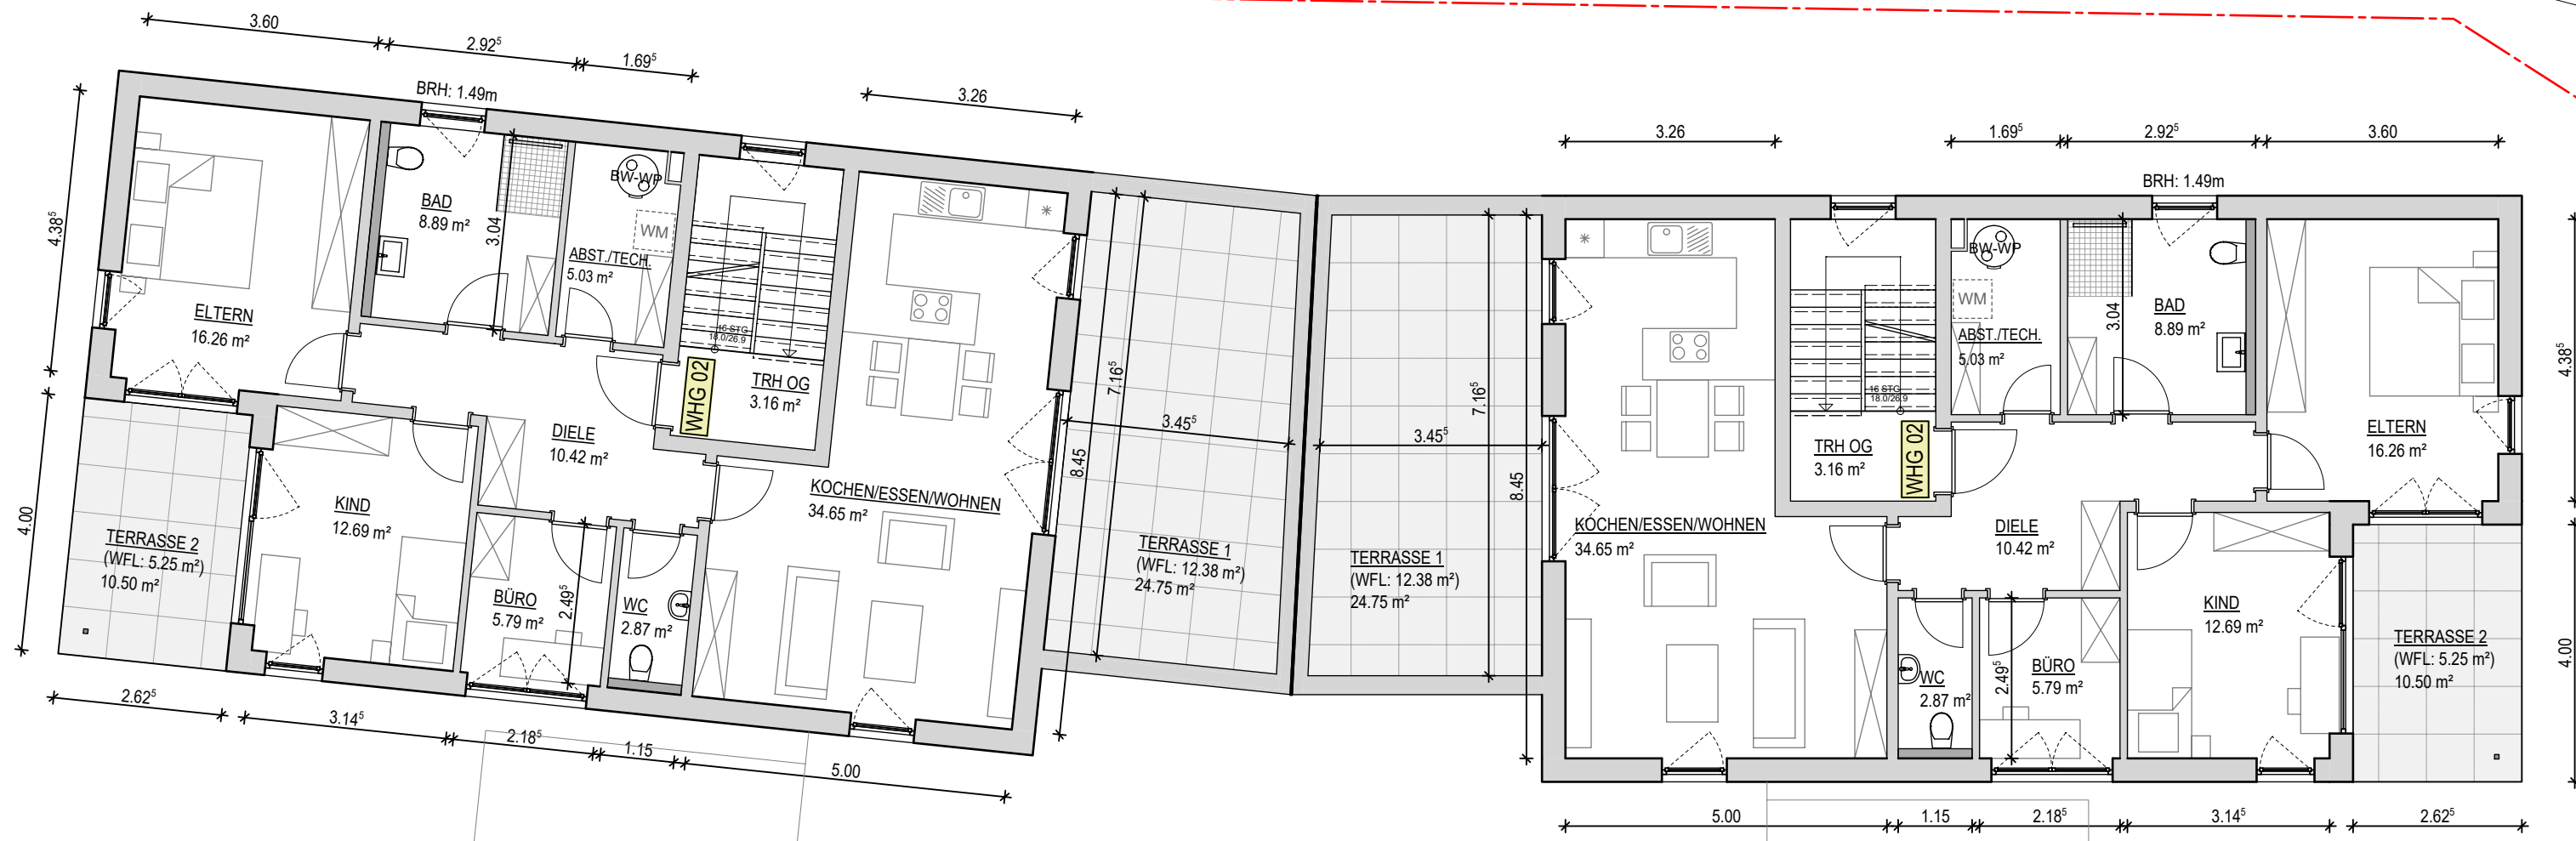 3.60
2.92⁵
1.69⁵
3.26
BRH: 1.49m
4.38⁵
4.00
BAD
8.89 m²
3.04
BW-WP
WM
ABST./TECH.
5.03 m²
ELTERN
16.26 m²
16 STG
18.0/26.9
WHG 02
TRH OG
3.16 m²
DIELE
10.42 m²
KIND
12.69 m²
KOCHEN/ESSEN/WOHNEN
34.65 m²
TERRASSE 2
(WFL: 5.25 m²)
10.50 m²
BÜRO
5.79 m²
2.49⁵
WC
2.87 m²
7.16⁵
8.45
3.45⁵
TERRASSE 1
(WFL: 12.38 m²)
24.75 m²
2.62⁵
3.14⁵
2.18⁵
1.15
5.00
3.26
1.69⁵
2.92⁵
3.60
BRH: 1.49m
BW-WP
WM
ABST./TECH.
5.03 m²
3.04
BAD
8.89 m²
4.38⁵
4.00
7.16⁵
3.45⁵
8.45
16 STG
18.0/26.9
TRH OG
3.16 m²
WHG 02
ELTERN
16.26 m²
KOCHEN/ESSEN/WOHNEN
34.65 m²
DIELE
10.42 m²
TERRASSE 1
(WFL: 12.38 m²)
24.75 m²
KIND
12.69 m²
TERRASSE 2
(WFL: 5.25 m²)
10.50 m²
WC
2.87 m²
2.49⁵
BÜRO
5.79 m²
5.00
1.15
2.18⁵
3.14⁵
2.62⁵